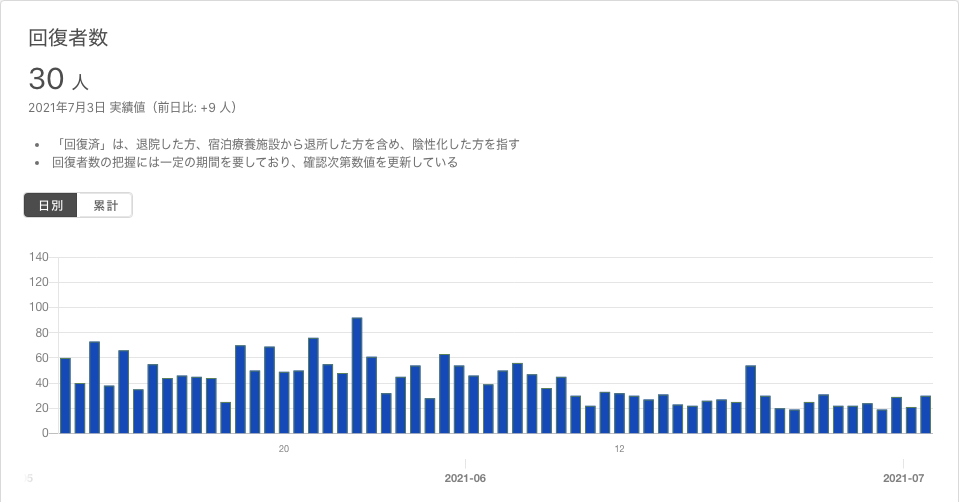 回復者数
30 人
2021年7月3日 実績値（前日比: +9 人）
• 「回復済」は、退院した方、宿泊療養施設から退所した方を含め、陰性化した方を指す
• 回復者数の把握には一定の期間を要しており、確認次第数値を更新している
日別 累計
140
120
100
80
60
40
20
0
20 12
2021-06 2021-07